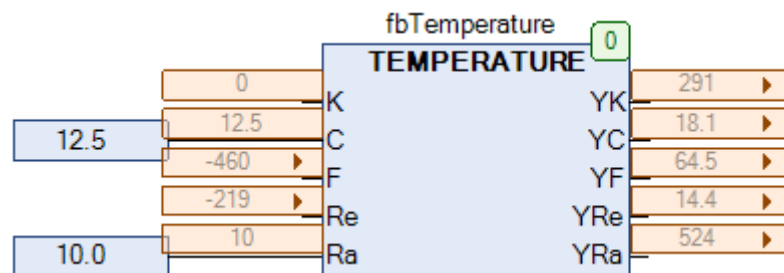 fbTemperature
0
TEMPERATURE
0 K YK 291
12.5 12.5 C YC 18.1
-460 F YF 64.5
-219 Re YRe 14.4
10.0 10 Ra YRa 524